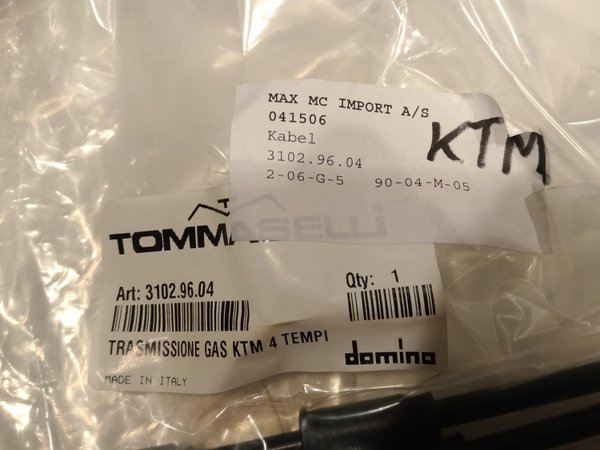 MAX MC IMPORT A/S
041506
Kabel
3102.96.04
2-06-G-5 90-04-M-05
KTM
TOMMASELLI
Art: 3102.96.04
Qty: 1
TRASMISSIONE GAS KTM 4 TEMPI
domino
MADE IN ITALY